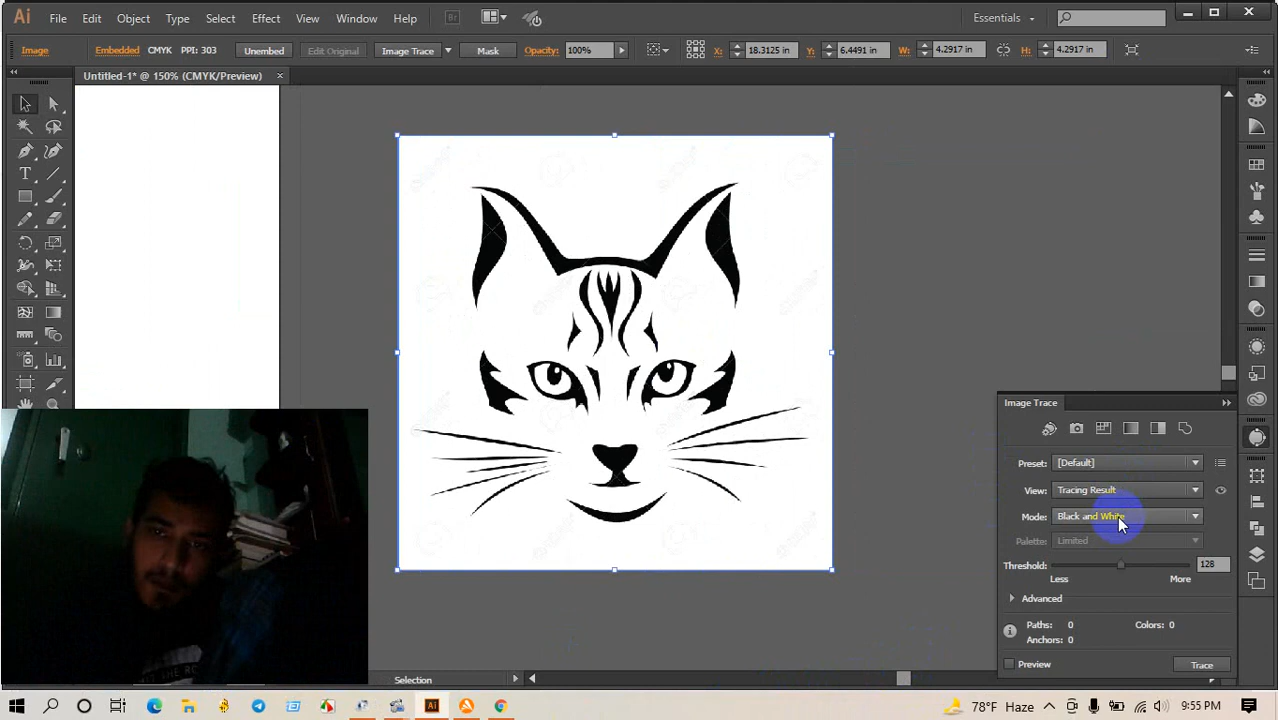 Ai File Edit Object Type Select Effect View Window Help Br Essentials
Image Embedded CMYK PPI: 303 Unembed Edit Original Image Trace Mask Opacity: 100% X: 18.3125 in Y: 6.4491 in W: 4.2917 in H: 4.2917 in
Untitled-1* @ 150% (CMYK/Preview) ×
Image Trace
Preset: [Default]
View: Tracing Result
Mode: Black and White
Palette: Limited
Threshold: 128
Less More
Advanced
Paths: 0 Colors: 0
Anchors: 0
Preview Trace
Selection
Ai 78°F Haze 9:55 PM